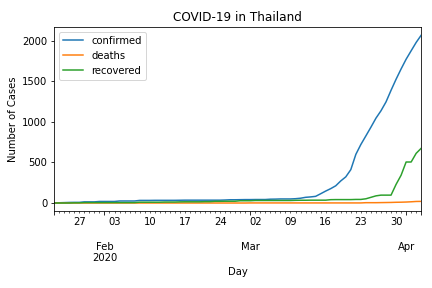 COVID-19 in Thailand
confirmed
deaths
recovered
Number of Cases
2000
1500
1000
500
0
27 03 10 17 24 02 09 16 23 30
Feb Mar Apr
2020
Day